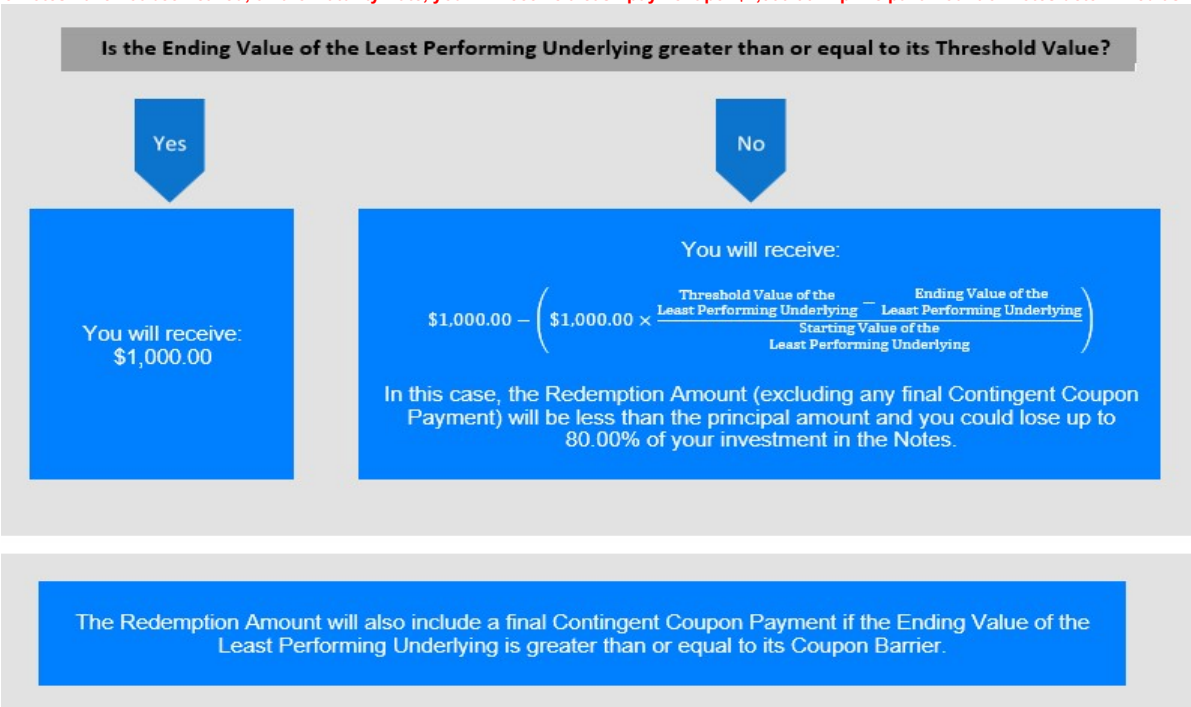 Is the Ending Value of the Least Performing Underlying greater than or equal to its Threshold Value?
Yes
No
You will receive:
$1,000.00
You will receive:
$1,000.00 − ($1,000.00 × (Threshold Value of the Least Performing Underlying − Ending Value of the Least Performing Underlying) / Starting Value of the Least Performing Underlying)
In this case, the Redemption Amount (excluding any final Contingent Coupon
Payment) will be less than the principal amount and you could lose up to
80.00% of your investment in the Notes.
The Redemption Amount will also include a final Contingent Coupon Payment if the Ending Value of the
Least Performing Underlying is greater than or equal to its Coupon Barrier.